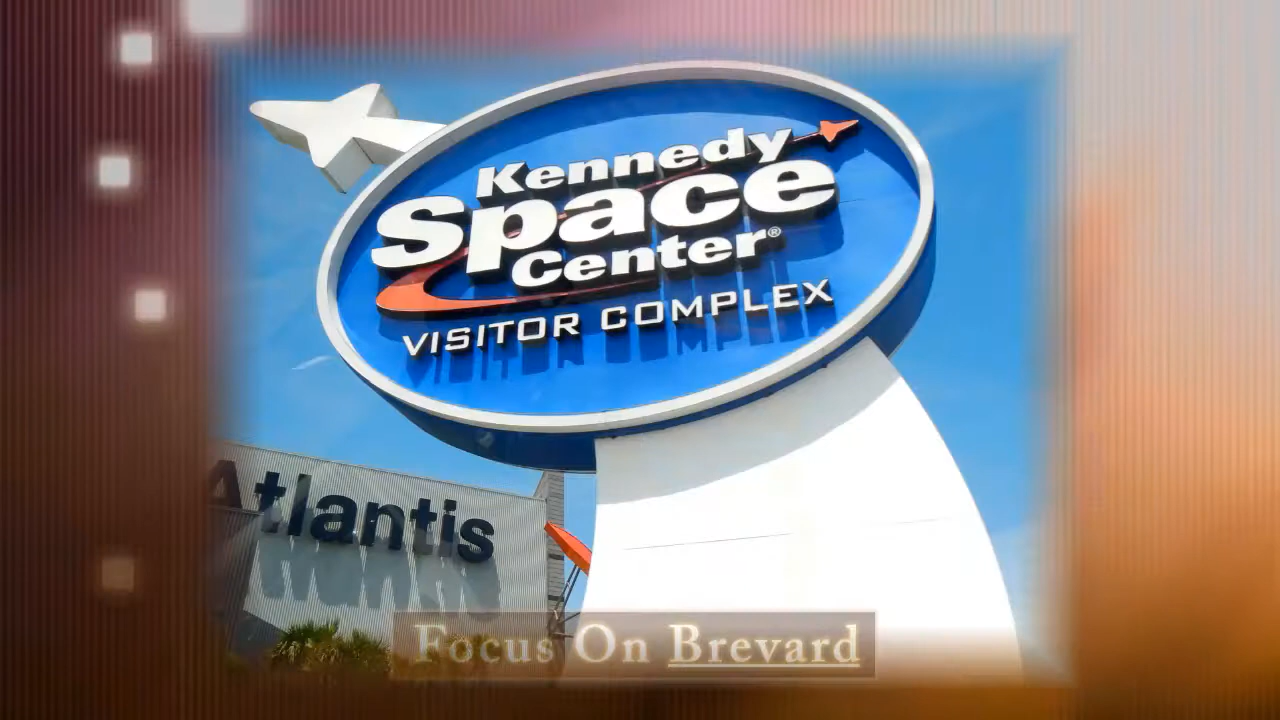 Kennedy
Space
Center®
VISITOR COMPLEX
Atlantis
Focus On Brevard